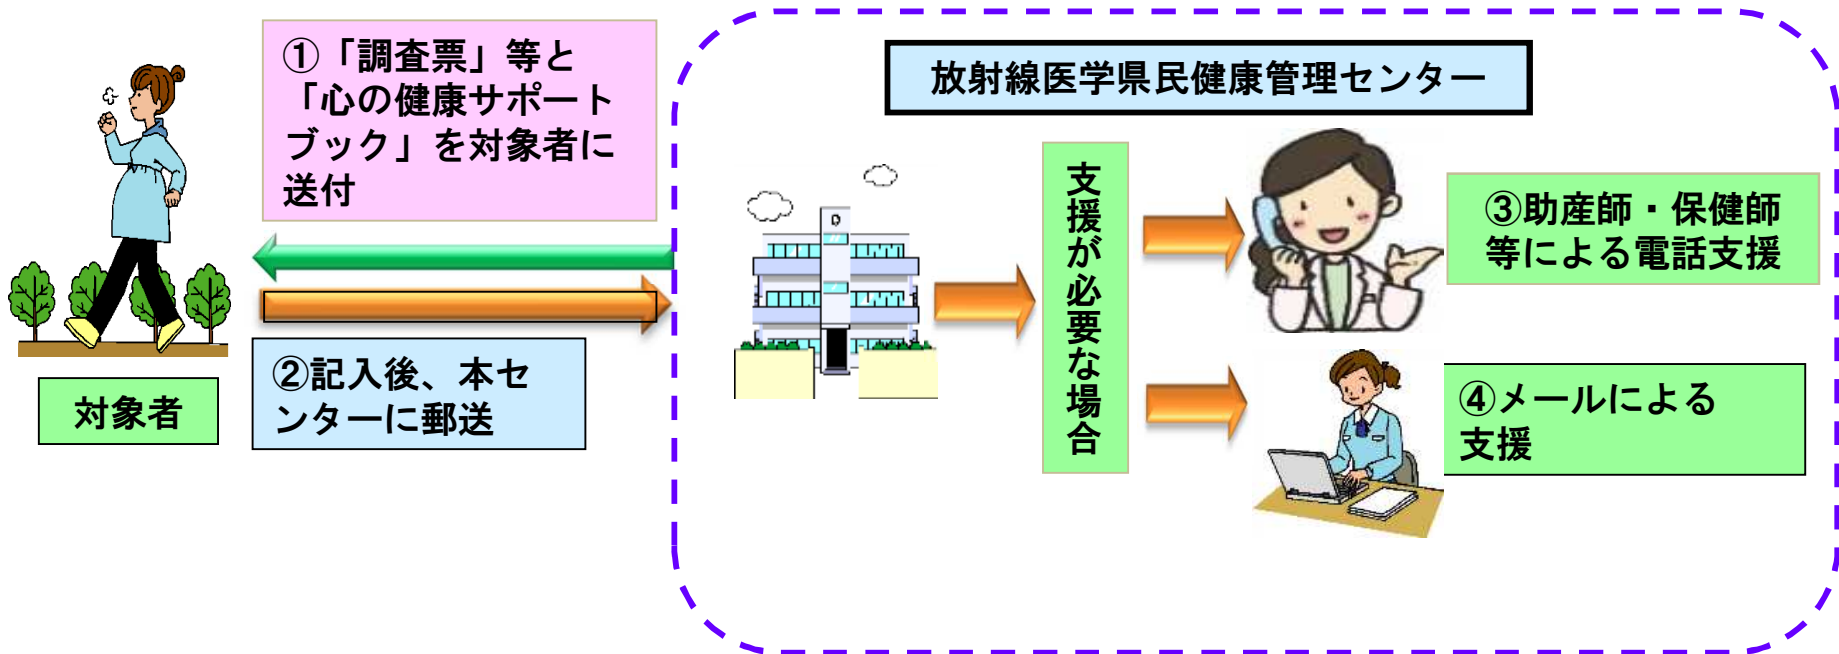 ①「調査票」等と
「心の健康サポート
ブック」を対象者に
送付
②記入後、本セ
ンターに郵送
対象者
放射線医学県民健康管理センター
D
支援が必要な場合
③助産師・保健師
等による電話支援
④メールによる
支援